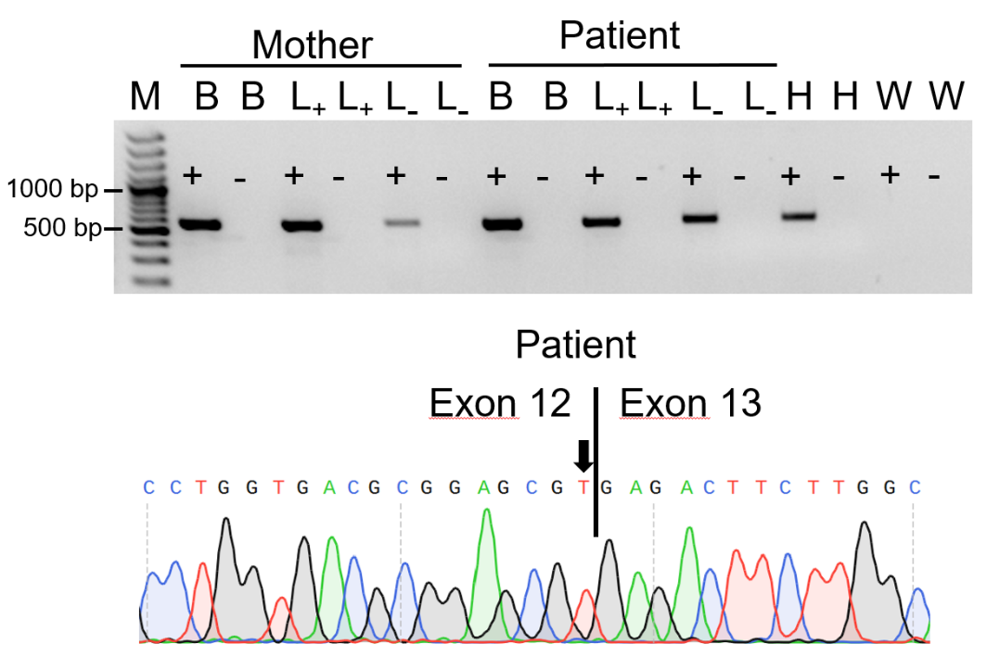 Mother Patient
M B B L+ L+ L- L- B B L+ L+ L- L- H H W W
+ - + - + - + - + - + - + - + -
1000 bp
500 bp
Patient
Exon 12 Exon 13
C C T G G T G A C G C G G A G C G T G A G A C T T C T T G G C